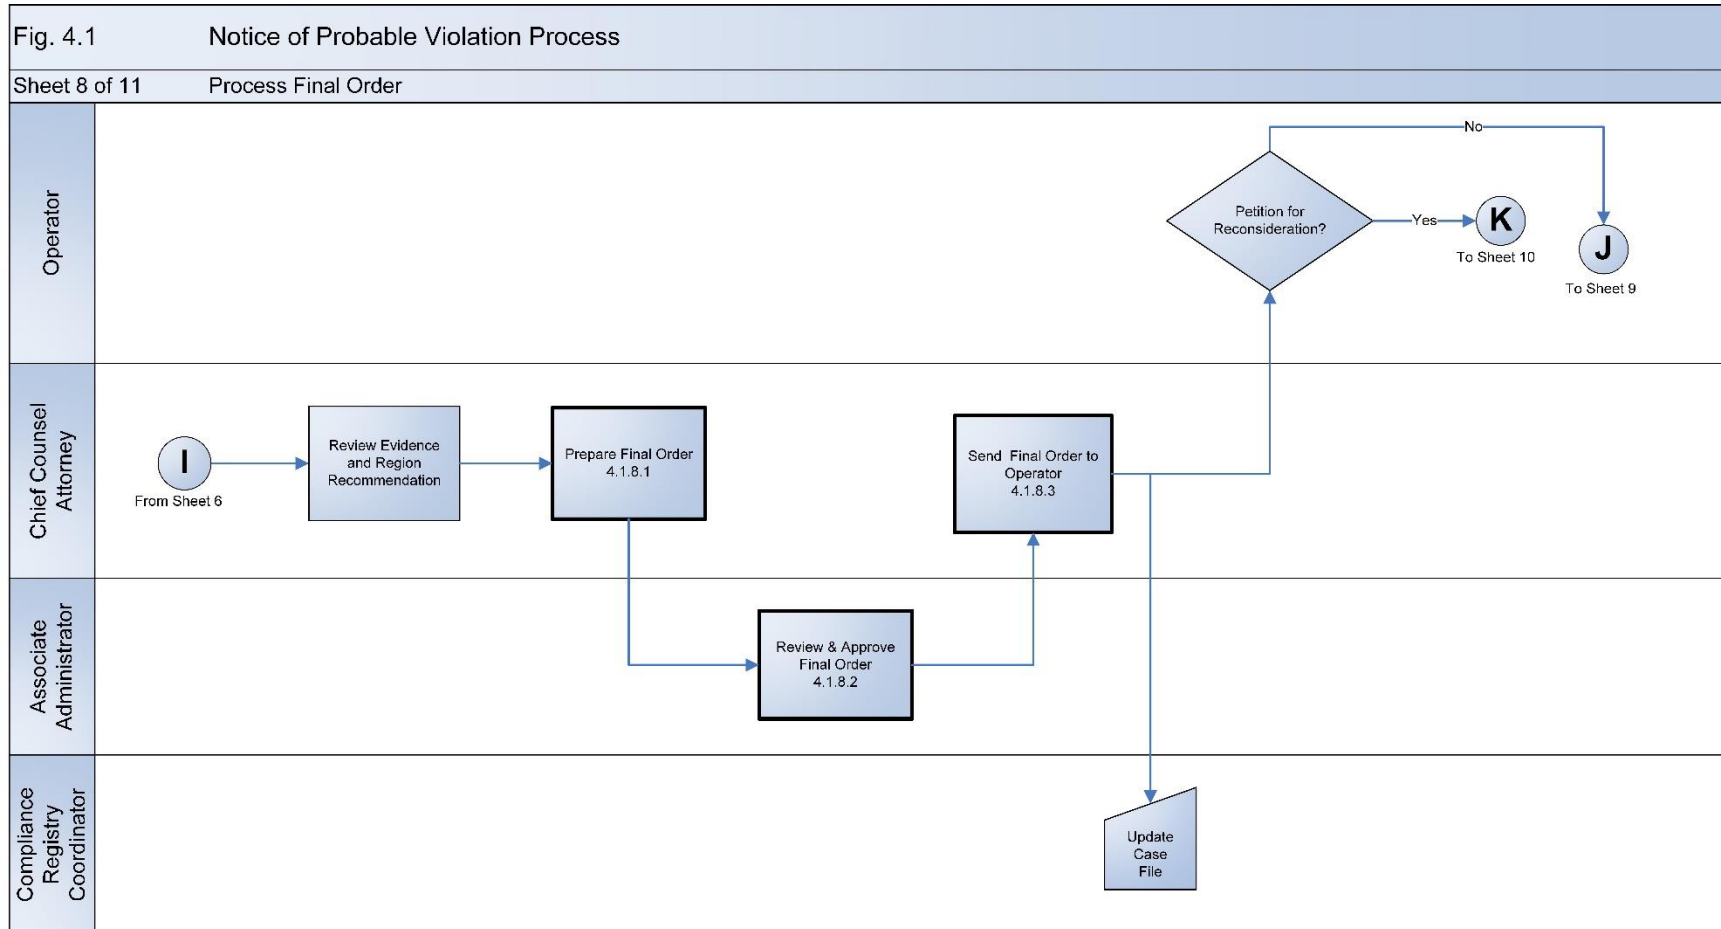 Fig. 4.1 Notice of Probable Violation Process
Sheet 8 of 11 Process Final Order
Operator
No
Petition for
Reconsideration?
Yes
K
To Sheet 10
J
To Sheet 9
Chief Counsel
Attorney
I
From Sheet 6
Review Evidence
and Region
Recommendation
Prepare Final Order
4.1.8.1
Send Final Order to
Operator
4.1.8.3
Associate
Administrator
Review & Approve
Final Order
4.1.8.2
Compliance
Registry
Coordinator
Update
Case
File